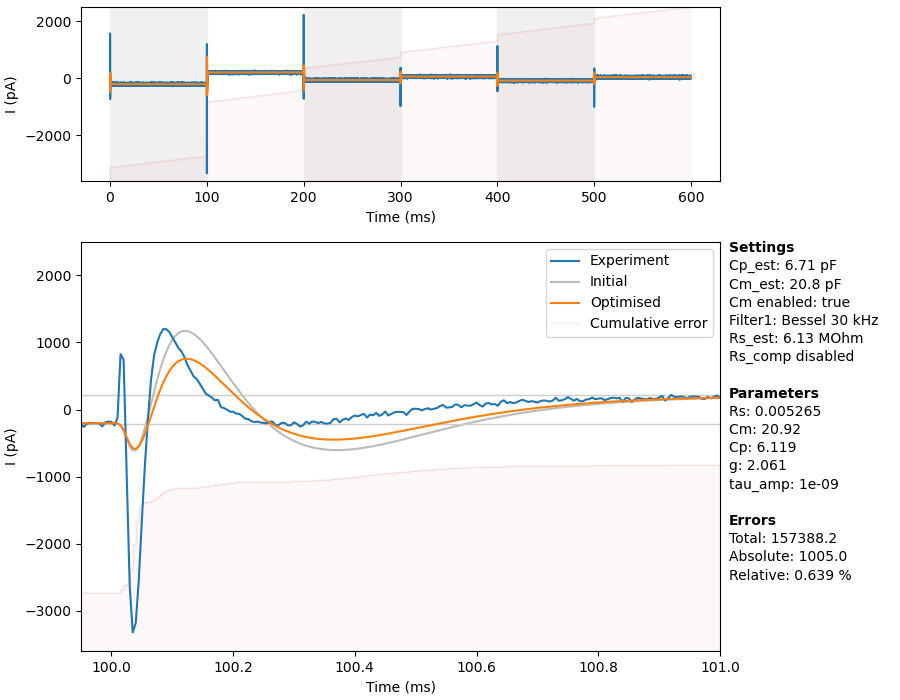 2000
0
−2000
I (pA)
0 100 200 300 400 500 600
Time (ms)
2000
1000
0
−1000
−2000
−3000
I (pA)
Experiment
Initial
Optimised
Cumulative error
100.0 100.2 100.4 100.6 100.8 101.0
Time (ms)
Settings
Cp_est: 6.71 pF
Cm_est: 20.8 pF
Cm enabled: true
Filter1: Bessel 30 kHz
Rs_est: 6.13 MOhm
Rs_comp disabled
Parameters
Rs: 0.005265
Cm: 20.92
Cp: 6.119
g: 2.061
tau_amp: 1e-09
Errors
Total: 157388.2
Absolute: 1005.0
Relative: 0.639 %